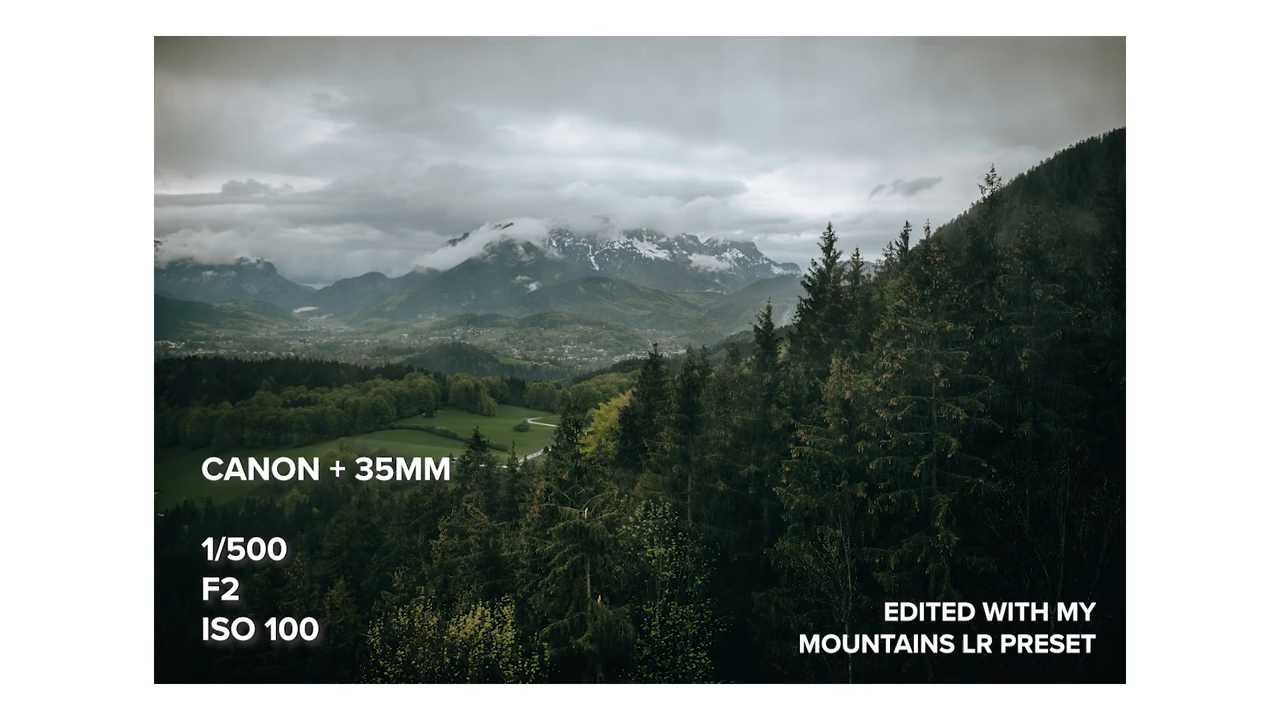 CANON + 35MM
1/500
F2
ISO 100
EDITED WITH MY
MOUNTAINS LR PRESET